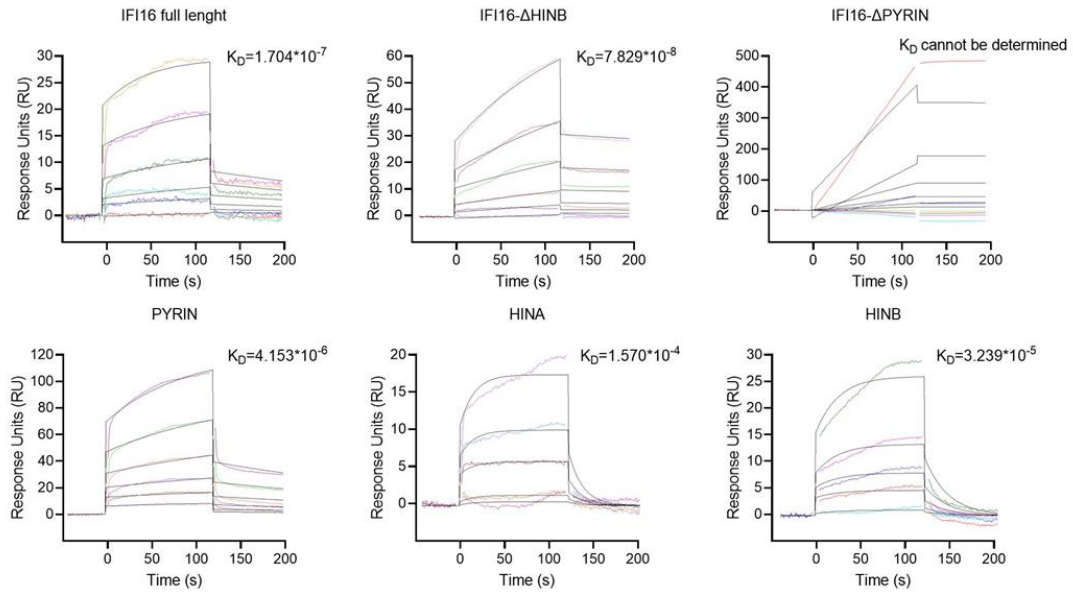 IFI16 full lenght
K_D=1.704*10^-7
Response Units (RU)
30
25
20
15
10
5
0
0 50 100 150 200
Time (s)
IFI16-ΔHINB
K_D=7.829*10^-8
Response Units (RU)
60
50
40
30
20
10
0
-10
0 50 100 150 200
Time (s)
IFI16-ΔPYRIN
K_D cannot be determined
Response Units (RU)
500
400
300
200
100
0
-100
0 50 100 150 200
Time (s)
PYRIN
K_D=4.153*10^-6
Response Units (RU)
120
100
80
60
40
20
0
0 50 100 150 200
Time (s)
HINA
K_D=1.570*10^-4
Response Units (RU)
20
15
10
5
0
0 50 100 150 200
Time (s)
HINB
K_D=3.239*10^-5
Response Units (RU)
30
25
20
15
10
5
0
0 50 100 150 200
Time (s)